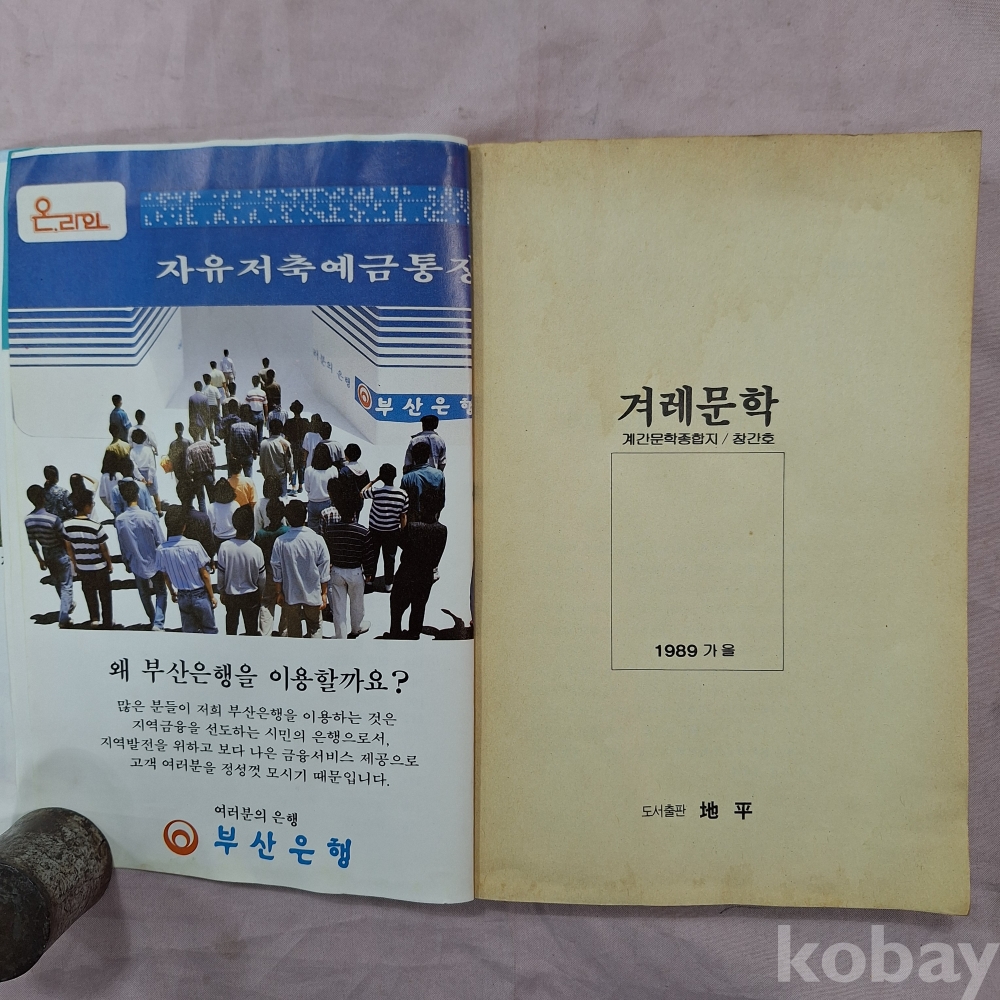 온라인
자유저축예금통장
여러분의 은행
부산은행
왜 부산은행을 이용할까요?
많은 분들이 저희 부산은행을 이용하는 것은
지역금융을 선도하는 시민의 은행으로서,
지역발전을 위하고 보다 나은 금융서비스 제공으로
고객 여러분을 정성껏 모시기 때문입니다.
여러분의 은행
부산은행
겨레문학
계간문학종합지 / 창간호
1989 가을
도서출판 地平
kobay